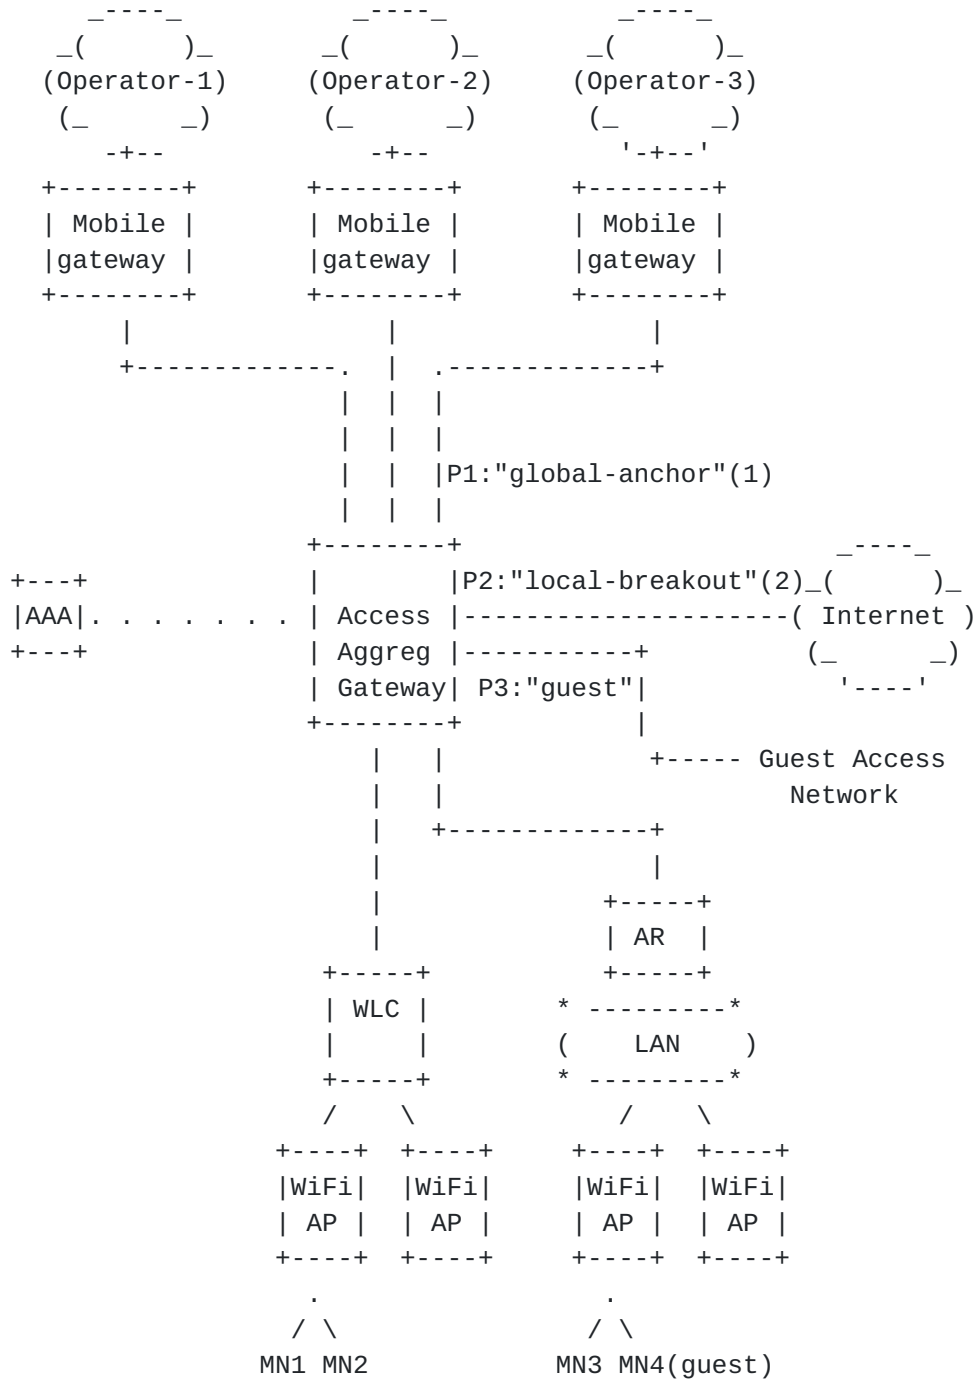 (Operator-1) (Operator-2) (Operator-3)
| Mobile | | Mobile | | Mobile |
|gateway | |gateway | |gateway |
|P1:"global-anchor"(1)
|P2:"local-breakout"(2)
|AAA|. . . . . . . | Access |---------------------( Internet )
| Aggreg |
| Gateway| P3:"guest"|
+----- Guest Access
Network
| AR |
| WLC |
( LAN )
|WiFi| |WiFi| |WiFi| |WiFi|
| AP | | AP | | AP | | AP |
MN1 MN2 MN3 MN4(guest)